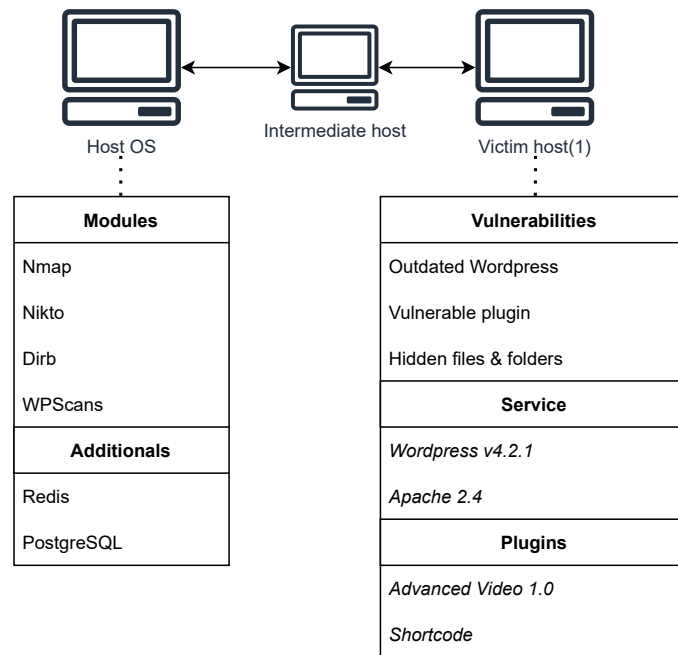 Host OS
Intermediate host
Victim host(1)
Modules
Nmap
Nikto
Dirb
WPScans
Additionals
Redis
PostgreSQL
Vulnerabilities
Outdated Wordpress
Vulnerable plugin
Hidden files & folders
Service
Wordpress v4.2.1
Apache 2.4
Plugins
Advanced Video 1.0
Shortcode